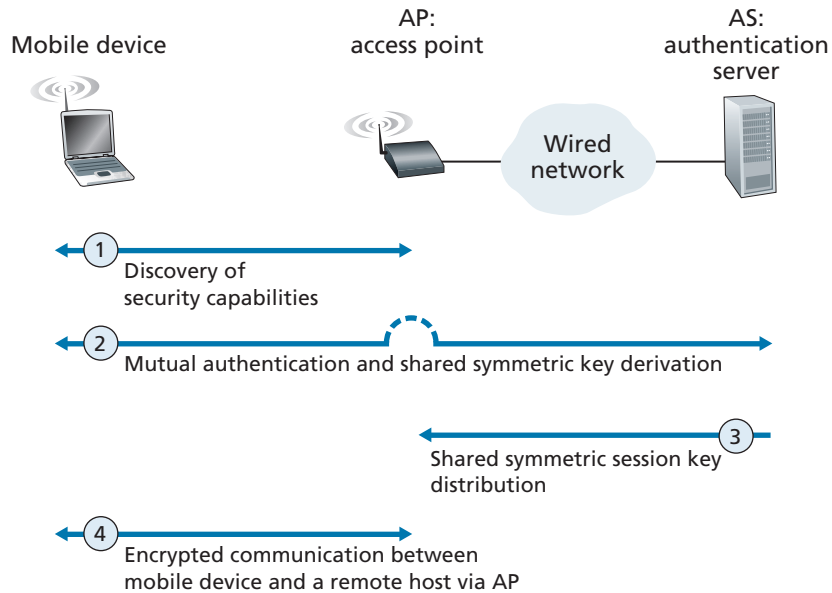 Mobile device
AP:
access point
AS:
authentication
server
Wired
network
1
Discovery of
security capabilities
2
Mutual authentication and shared symmetric key derivation
3
Shared symmetric session key
distribution
4
Encrypted communication between
mobile device and a remote host via AP